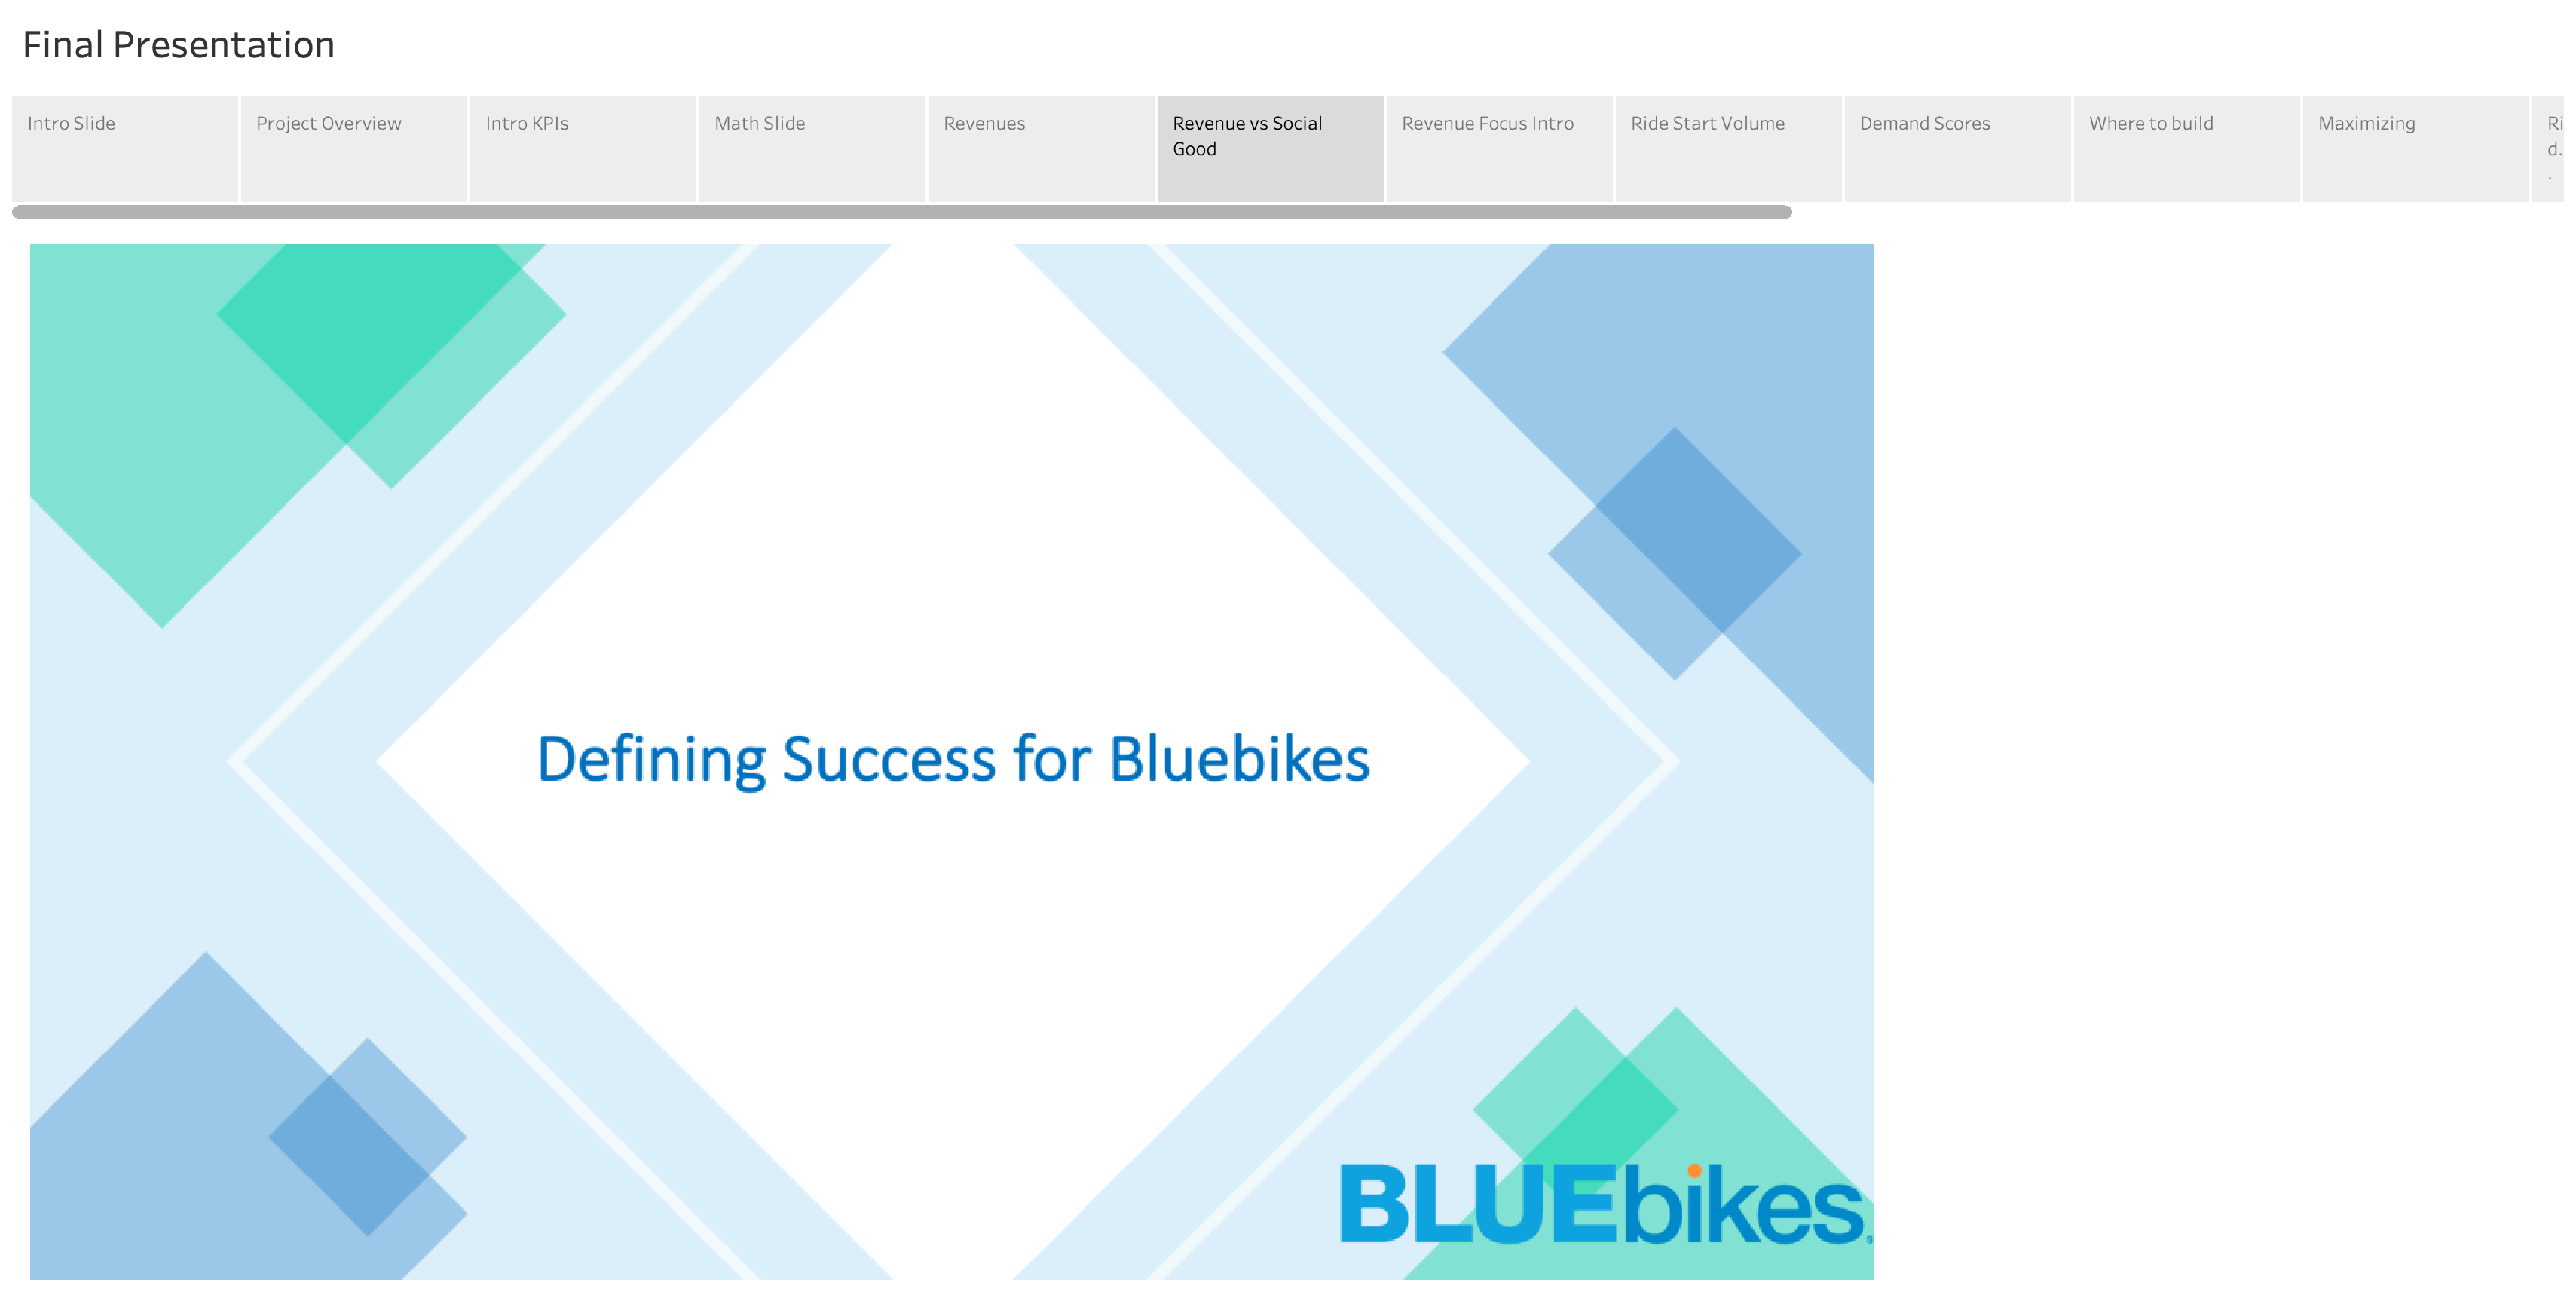 Final Presentation
Intro Slide
Project Overview
Intro KPIs
Math Slide
Revenues
Revenue vs Social
Good
Revenue Focus Intro
Ride Start Volume
Demand Scores
Where to build
Maximizing
Ri
d.
.
Defining Success for Bluebikes
BLUEbikes